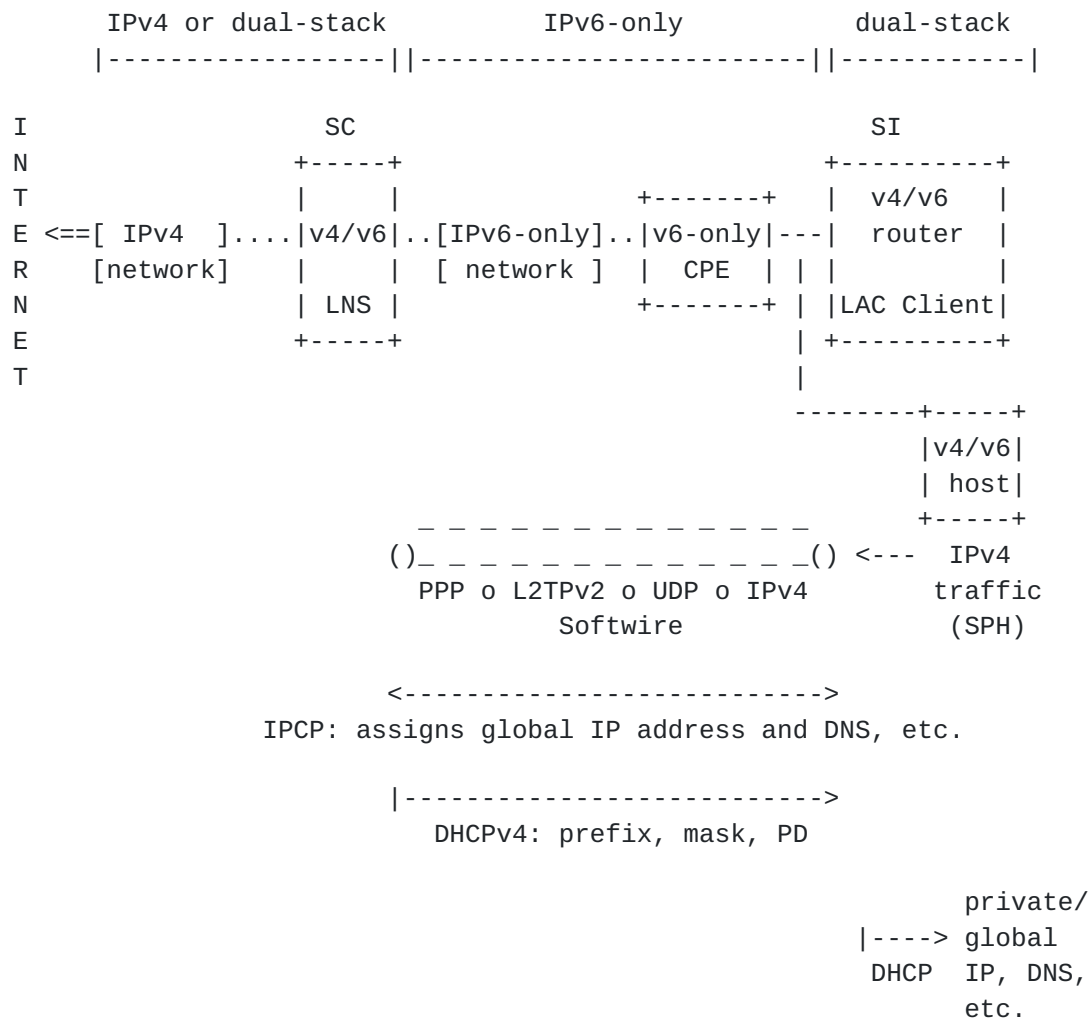 IPv4 or dual-stack          IPv6-only           dual-stack
     |------------------||-------------------------||------------|

I                   SC                                 SI
N                 +-----+                           +----------+
T                 |     |               +-------+   |  v4/v6   |
E <==[ IPv4  ]....|v4/v6|..[IPv6-only]..|v6-only|---|  router  |
R    [network]    |     |  [ network ]  |  CPE  | | |          |
N                 | LNS |               +-------+ | |LAC Client|
E                 +-----+                         | +----------+
T                                                 |
                                                  --------+-----+
                                                          |v4/v6|
                                                          | host|
                          _ _ _ _ _ _ _ _ _ _ _ _ _       +-----+
                        ()_ _ _ _ _ _ _ _ _ _ _ _ _() <---  IPv4
                          PPP o L2TPv2 o UDP o IPv4        traffic
                                   Softwire                 (SPH)

                        <--------------------------->
                IPCP: assigns global IP address and DNS, etc.

                        |--------------------------->
                           DHCPv4: prefix, mask, PD

                                                             private/
                                                      |----> global
                                                       DHCP  IP, DNS,
                                                             etc.